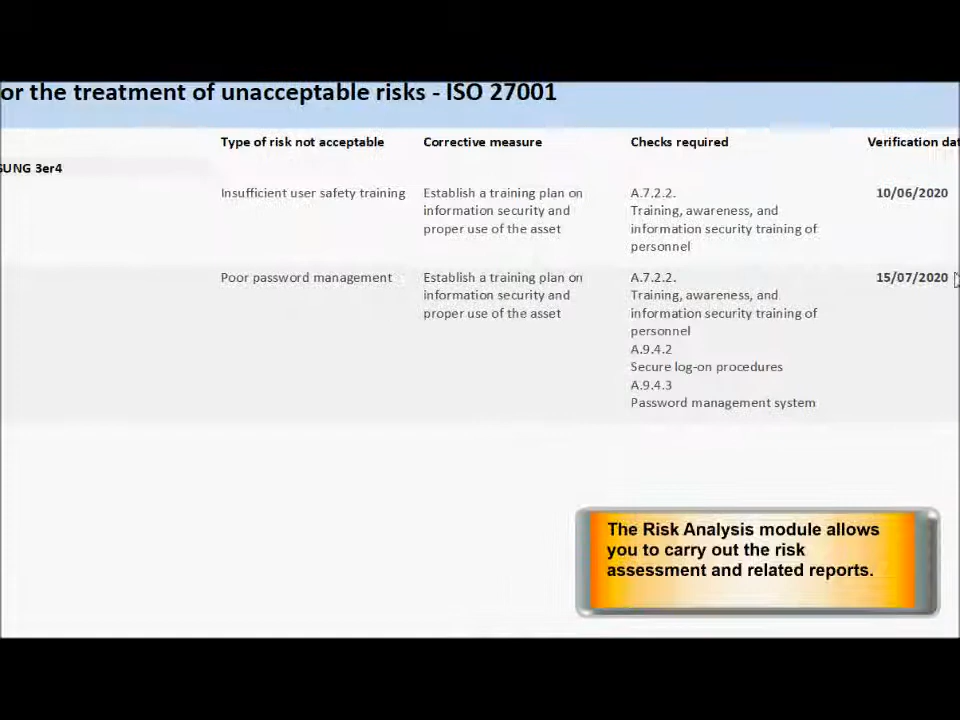 or the treatment of unacceptable risks - ISO 27001
Type of risk not acceptable Corrective measure Checks required Verification dat
SUNG 3er4
Insufficient user safety training Establish a training plan on A.7.2.2. 10/06/2020
information security and Training, awareness, and
proper use of the asset information security training of
personnel
Poor password management Establish a training plan on A.7.2.2. 15/07/2020
information security and Training, awareness, and
proper use of the asset information security training of
personnel
A.9.4.2
Secure log-on procedures
A.9.4.3
Password management system
The Risk Analysis module allows
you to carry out the risk
assessment and related reports.